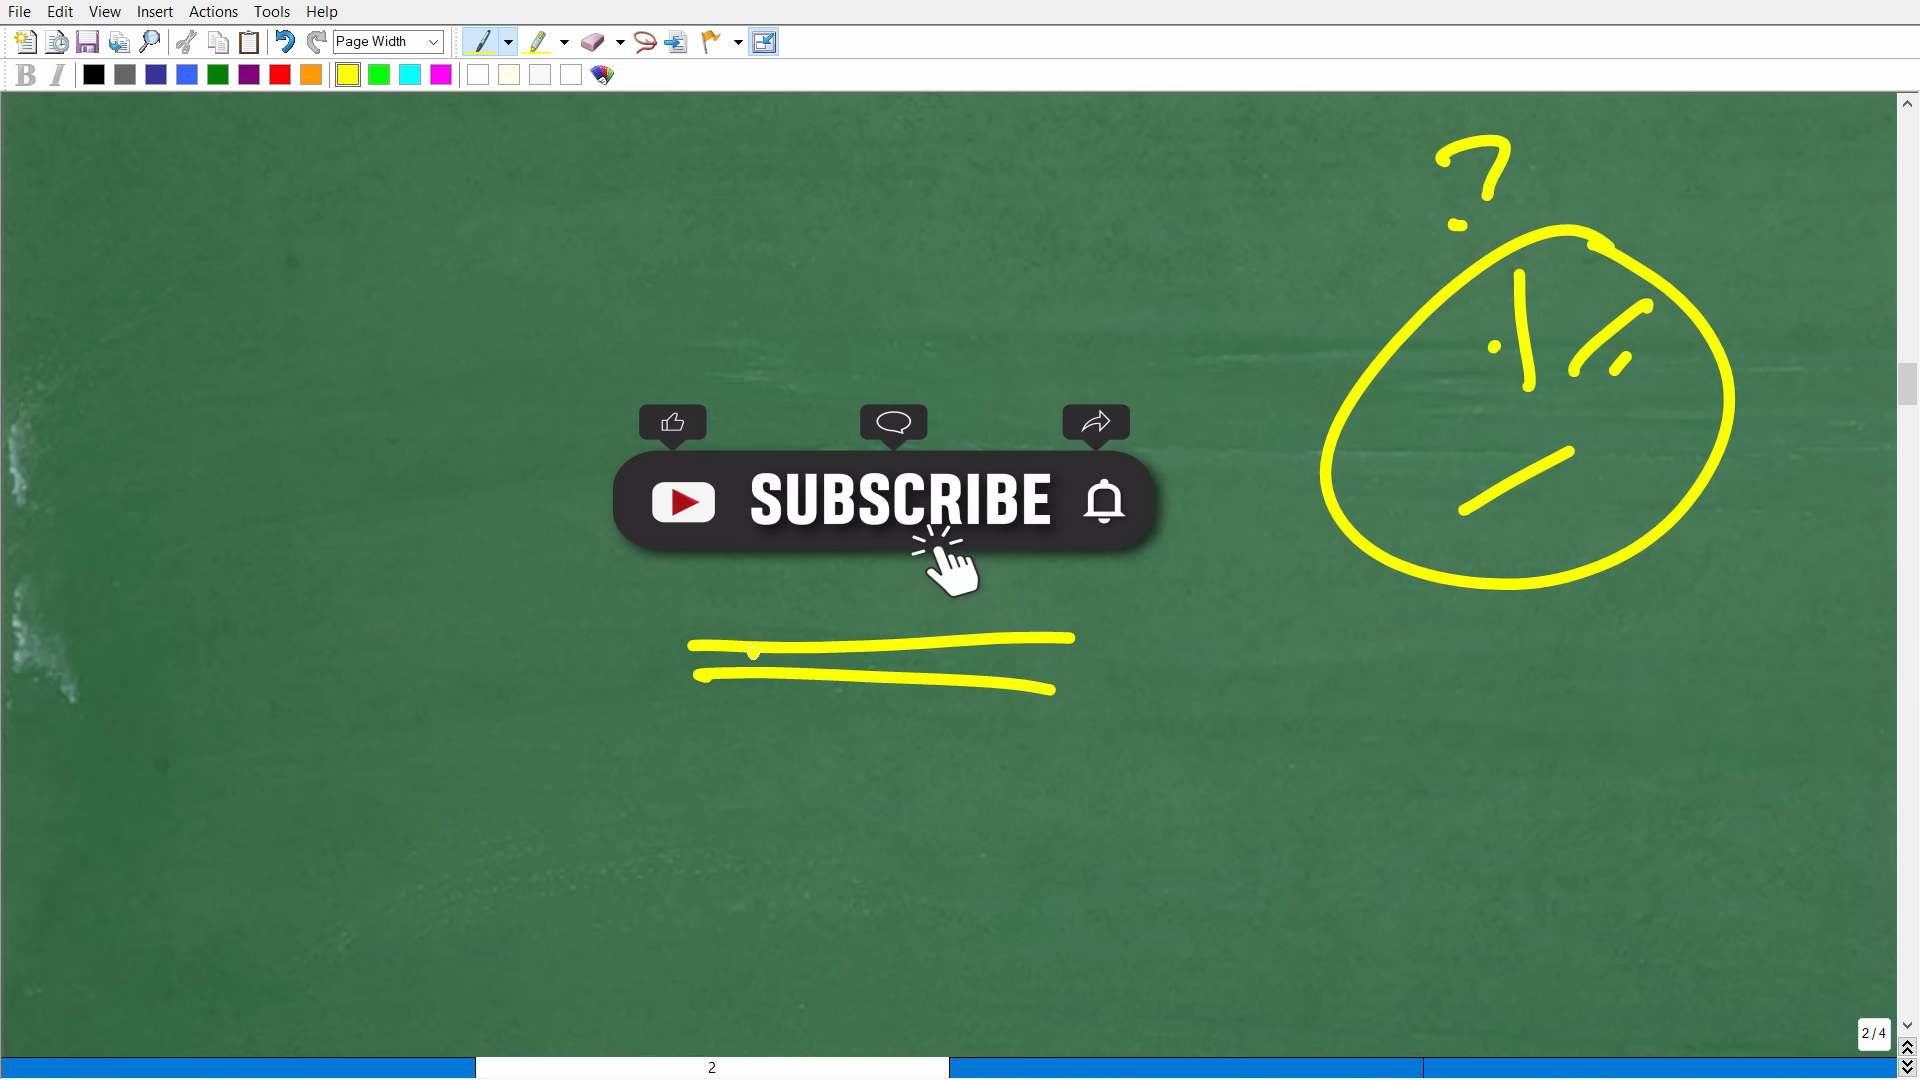 File Edit View Insert Actions Tools Help
Page Width
B I
?
SUBSCRIBE
2 / 4
2